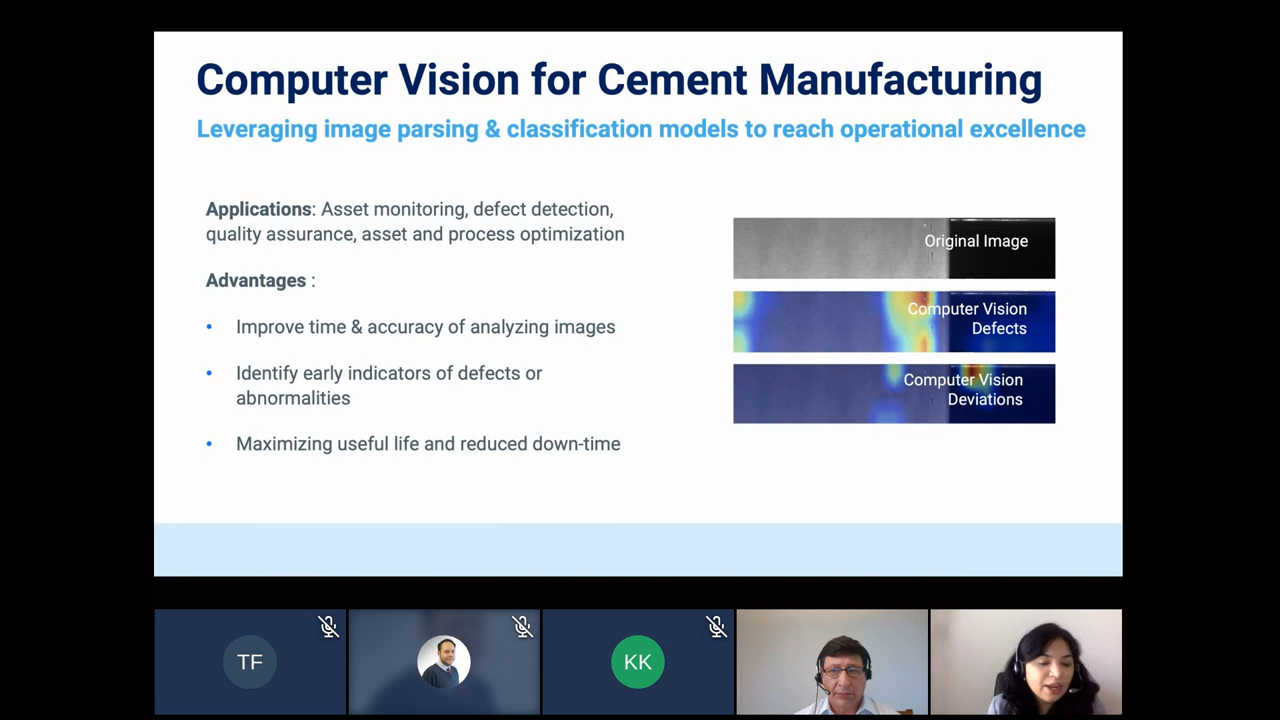 Computer Vision for Cement Manufacturing
Leveraging image parsing & classification models to reach operational excellence
Applications: Asset monitoring, defect detection,
quality assurance, asset and process optimization
Advantages :
• Improve time & accuracy of analyzing images
• Identify early indicators of defects or
abnormalities
• Maximizing useful life and reduced down-time
Original Image
Computer Vision
Defects
Computer Vision
Deviations
TF
KK